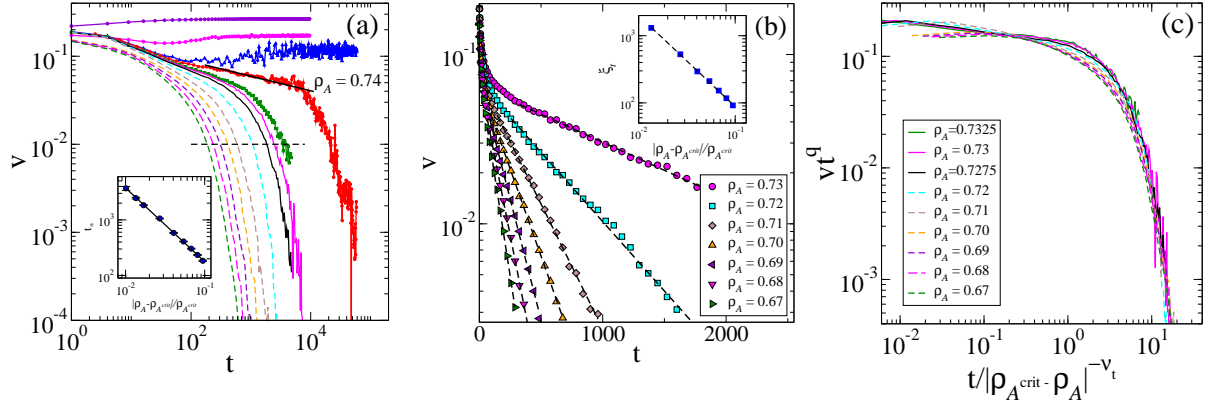 (a)
v
10^-1
10^-2
10^-3
10^-4
10^0
10^2
10^4
t
ρ_A = 0.74
10^3
10^2
10^-2
10^-1
|ρ_A-ρ_A^crit|/ρ_A^crit
(b)
v
10^-1
10^-2
0
1000
2000
t
ξ_t
10^3
10^2
10^-2
10^-1
|ρ_A-ρ_A^crit|/ρ_A^crit
ρ_A = 0.73
ρ_A = 0.72
ρ_A = 0.71
ρ_A = 0.70
ρ_A = 0.69
ρ_A = 0.68
ρ_A = 0.67
(c)
vt^q
10^-1
10^-2
10^-3
10^-2
10^-1
10^0
10^1
t/|ρ_A^crit - ρ_A|^-ν_t
ρ_A=0.7325
ρ_A = 0.73
ρ_A=0.7275
ρ_A = 0.72
ρ_A = 0.71
ρ_A = 0.70
ρ_A = 0.69
ρ_A = 0.68
ρ_A = 0.67